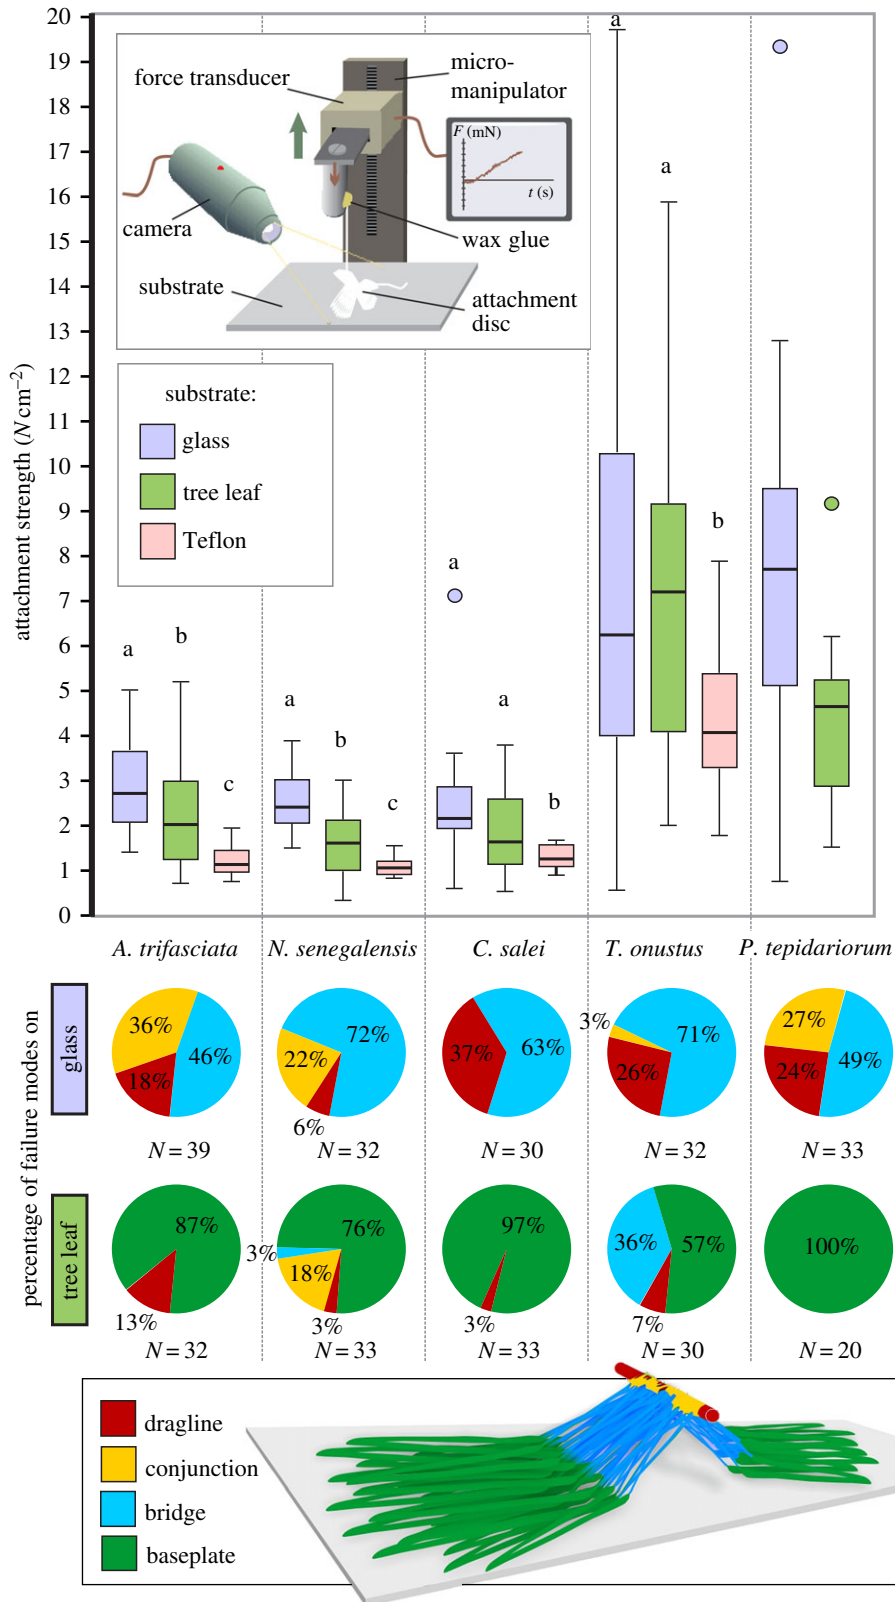 20
19
18
17
16
15
14
13
12
11
10
9
8
7
6
5
4
3
2
1
0
attachment strength (N cm−2)
force transducer
micro-
manipulator
F (mN)
t (s)
camera
wax glue
substrate
attachment
disc
substrate:
glass
tree leaf
Teflon
a
b
c
a
b
c
a
a
b
a
a
b
A. trifasciata
N. senegalensis
C. salei
T. onustus
P. tepidariorum
percentage of failure modes on
glass
36%
46%
18%
N = 39
72%
22%
6%
N = 32
37%
63%
N = 30
3%
71%
26%
N = 32
27%
49%
24%
N = 33
tree leaf
87%
13%
N = 32
76%
3%
18%
3%
N = 33
97%
3%
N = 33
36%
57%
7%
N = 30
100%
N = 20
dragline
conjunction
bridge
baseplate